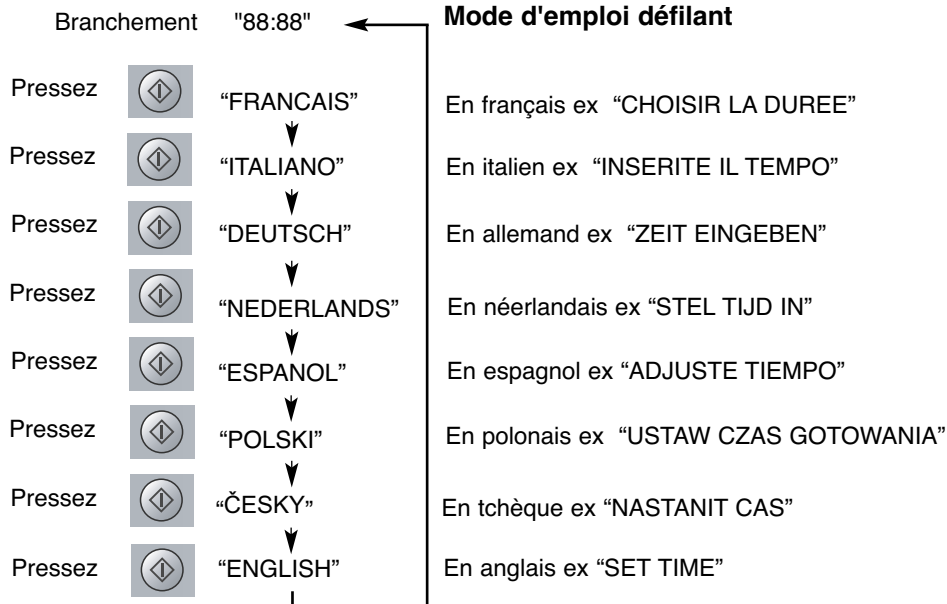 Branchement "88:88" Mode d'emploi défilant
Pressez “FRANCAIS” En français ex “CHOISIR LA DUREE”
Pressez “ITALIANO” En italien ex “INSERITE IL TEMPO”
Pressez “DEUTSCH” En allemand ex “ZEIT EINGEBEN”
Pressez “NEDERLANDS” En néerlandais ex “STEL TIJD IN”
Pressez “ESPANOL” En espagnol ex “ADJUSTE TIEMPO”
Pressez “POLSKI” En polonais ex “USTAW CZAS GOTOWANIA”
Pressez “ČESKY” En tchèque ex “NASTANIT CAS”
Pressez “ENGLISH” En anglais ex “SET TIME”